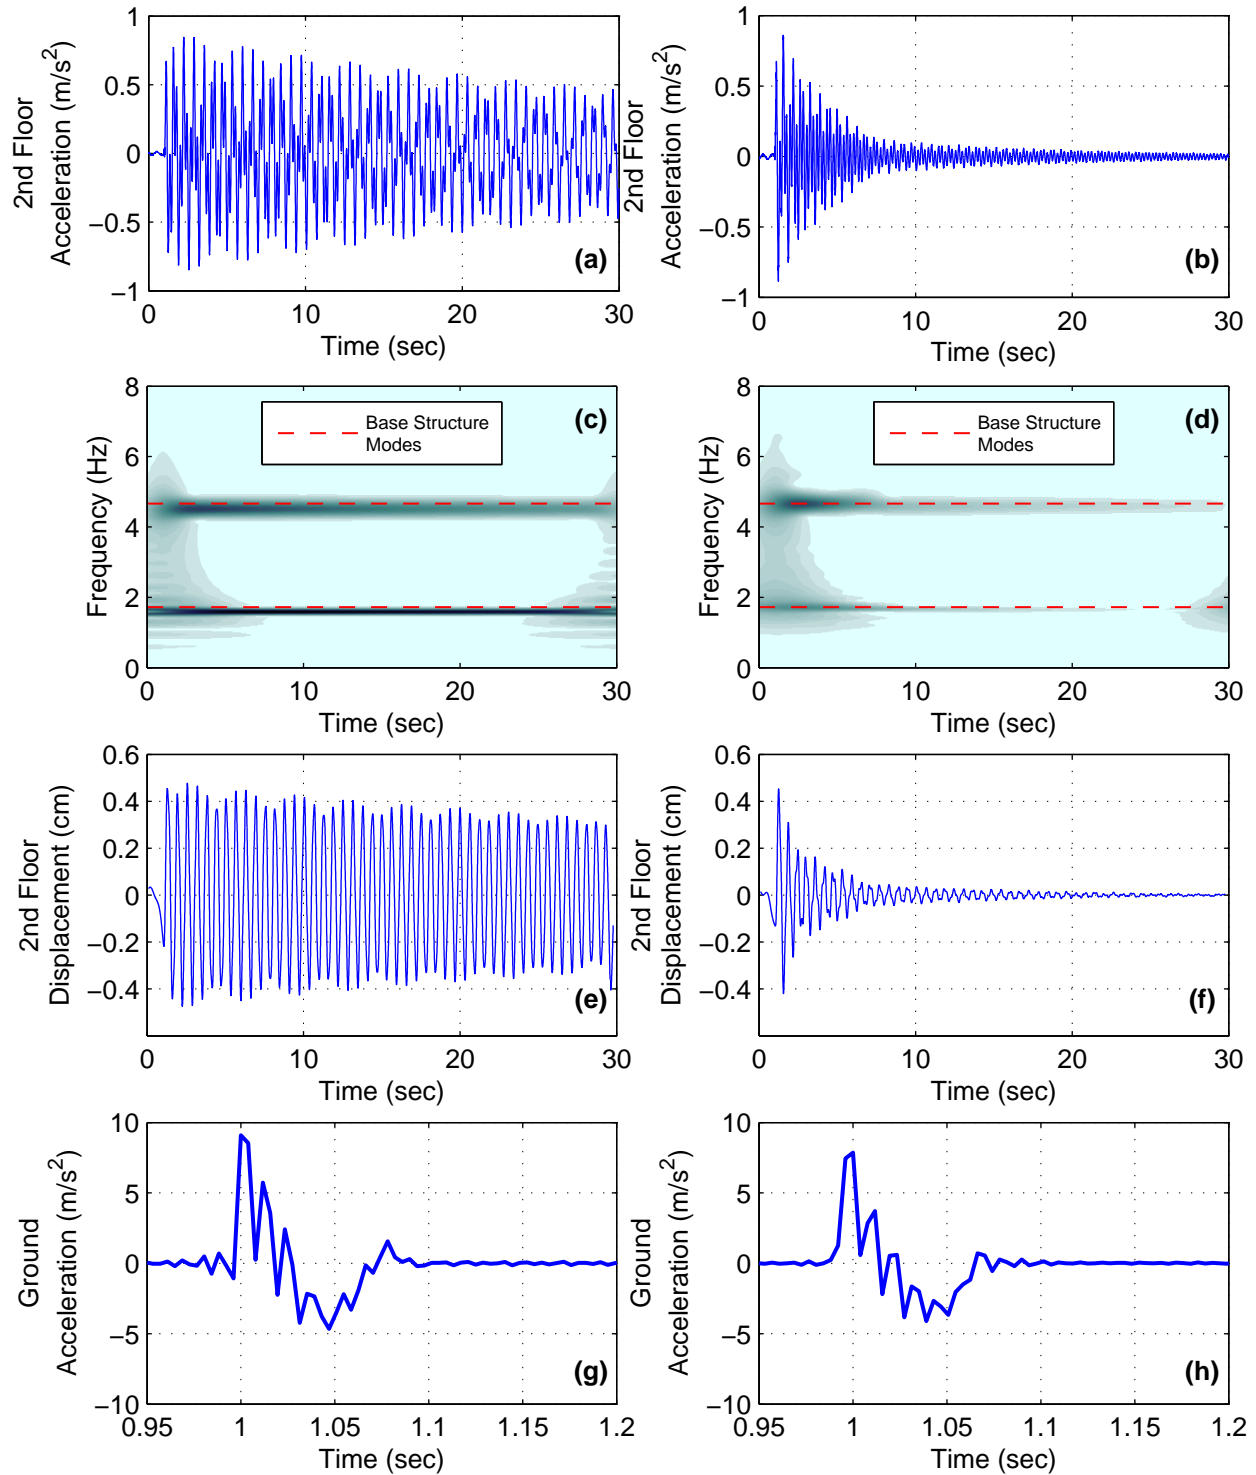 1
0.5
0
−0.5
−1
0
10
20
30
2nd Floor
Acceleration (m/s²)
Time (sec)
(a)
1
0.5
0
−0.5
−1
0
10
20
30
2nd Floor
Acceleration (m/s²)
Time (sec)
(b)
8
6
4
2
0
0
10
20
30
Frequency (Hz)
Time (sec)
Base Structure
Modes
(c)
8
6
4
2
0
0
10
20
30
Frequency (Hz)
Time (sec)
Base Structure
Modes
(d)
0.6
0.4
0.2
0
−0.2
−0.4
0
10
20
30
2nd Floor
Displacement (cm)
Time (sec)
(e)
0.6
0.4
0.2
0
−0.2
−0.4
0
10
20
30
2nd Floor
Displacement (cm)
Time (sec)
(f)
10
5
0
−5
−10
0.95
1
1.05
1.1
1.15
1.2
Ground
Acceleration (m/s²)
Time (sec)
(g)
10
5
0
−5
−10
0.95
1
1.05
1.1
1.15
1.2
Ground
Acceleration (m/s²)
Time (sec)
(h)